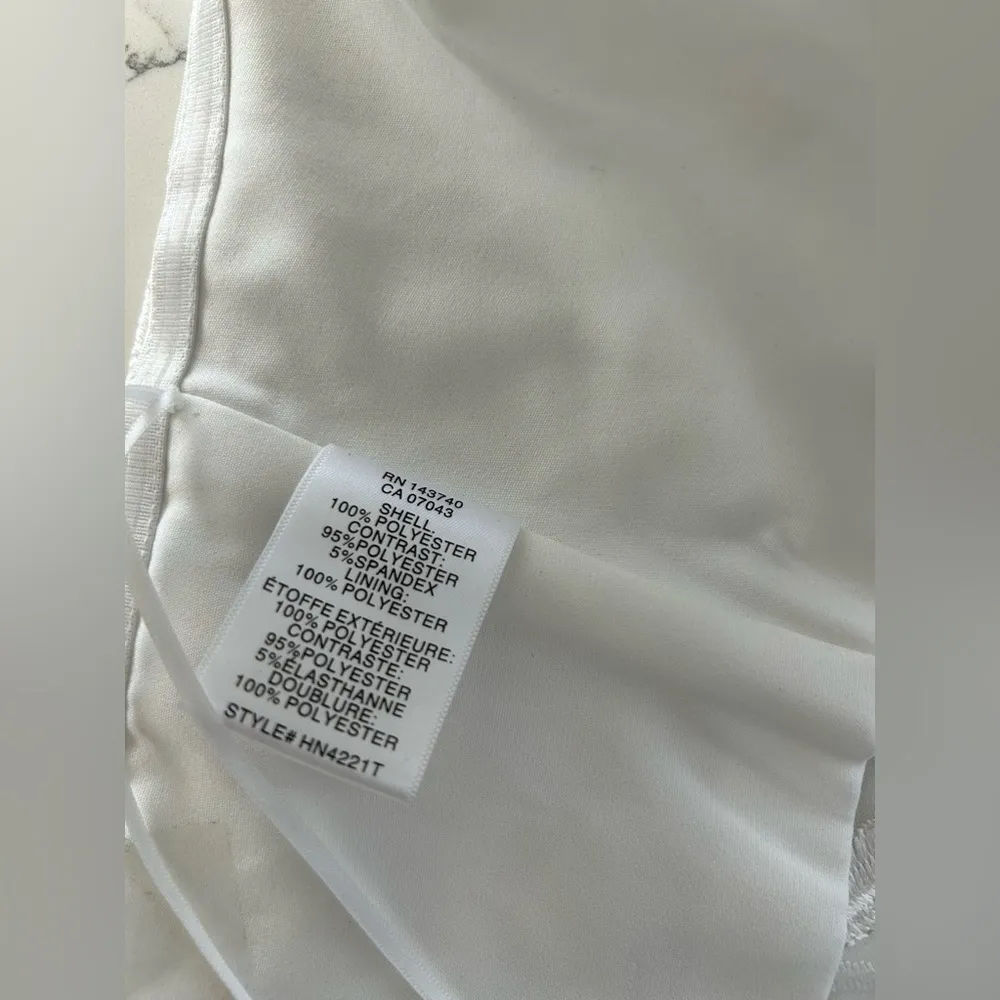 RN 143740
CA 07043
SHELL:
100% POLYESTER
CONTRAST:
95%POLYESTER
5%SPANDEX
LINING:
100% POLYESTER
ÉTOFFE EXTÉRIEURE:
100% POLYESTER
CONTRASTE:
95%POLYESTER
5%ÉLASTHANNE
DOUBLURE:
100% POLYESTER
STYLE# HN4221T